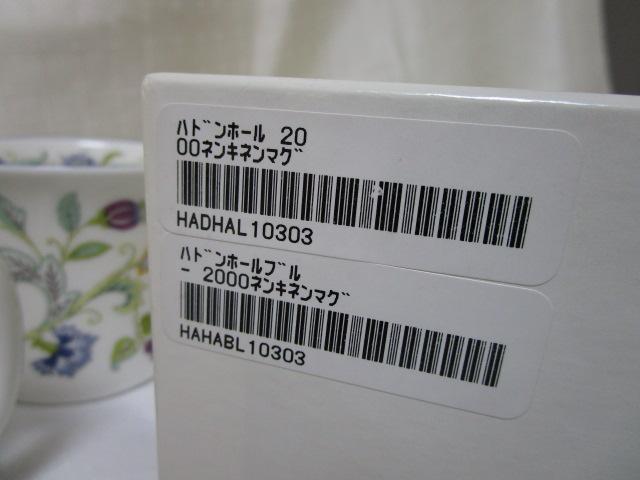 ﾊﾄﾞﾝﾎｰﾙ 20
00ﾈﾝｷﾈﾝﾏｸﾞ
HADHAL10303
ﾊﾄﾞﾝﾎｰﾙﾌﾞﾙ
- 2000ﾈﾝｷﾈﾝﾏｸﾞ
HAHABL10303